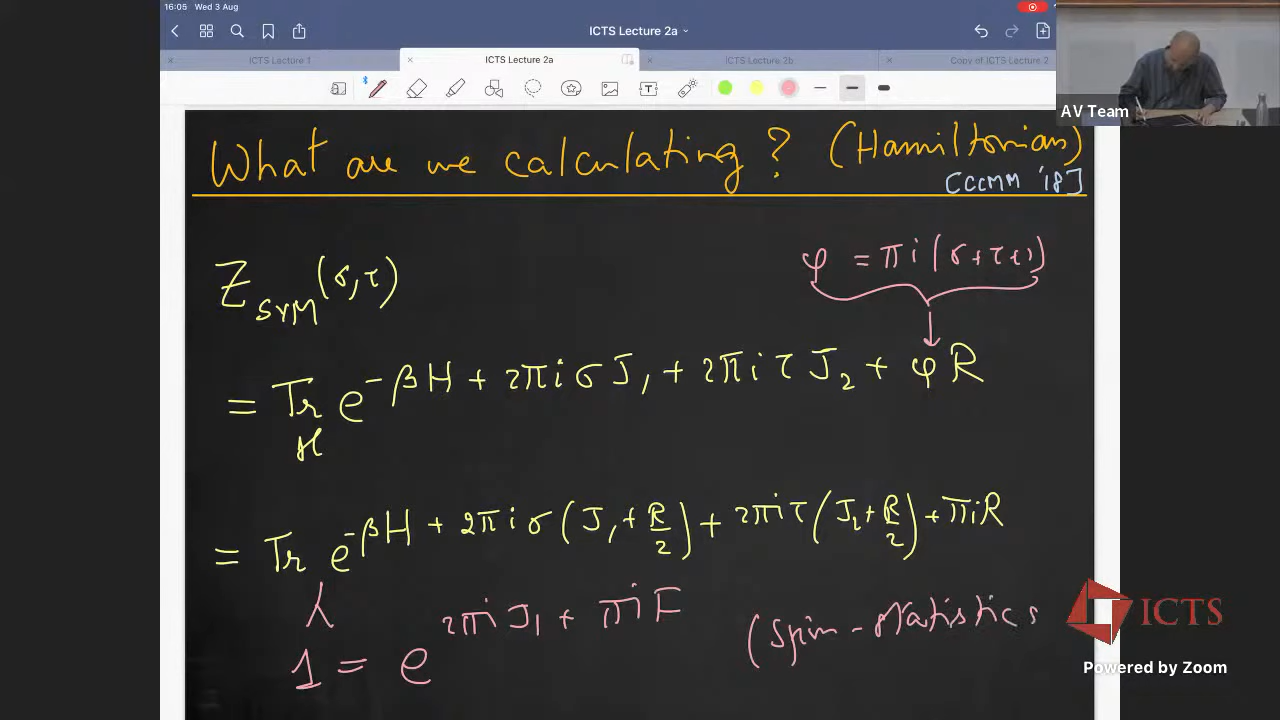 16:05 Wed 3 Aug
ICTS Lecture 2a
ICTS Lecture 1
ICTS Lecture 2a
ICTS Lecture 2b
Copy of ICTS Lecture 2
AV Team
What are we calculating? (Hamiltonian)
[CCCMM '18]
φ = πi(σ+τ+1)
Z_SYM(σ,τ)
= Tr_H e^{-βH + 2πiσJ_1 + 2πiτJ_2 + φR}
= Tr e^{-βH + 2πiσ(J_1 + R/2) + 2πiτ(J_2 + R/2) + πiR}
1 = e^{2πiJ_1 + πiF} (Spin-statistics
ICTS
Powered by Zoom